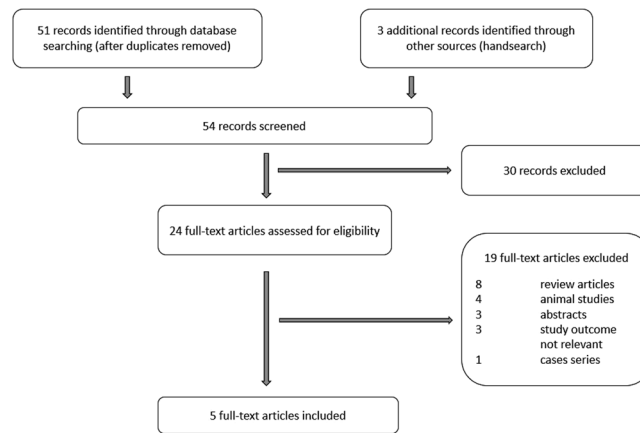 51 records identified through database
searching (after duplicates removed)
3 additional records identified through
other sources (handsearch)
54 records screened
30 records excluded
24 full-text articles assessed for eligibility
19 full-text articles excluded
8 review articles
4 animal studies
3 abstracts
3 study outcome
not relevant
1 cases series
5 full-text articles included